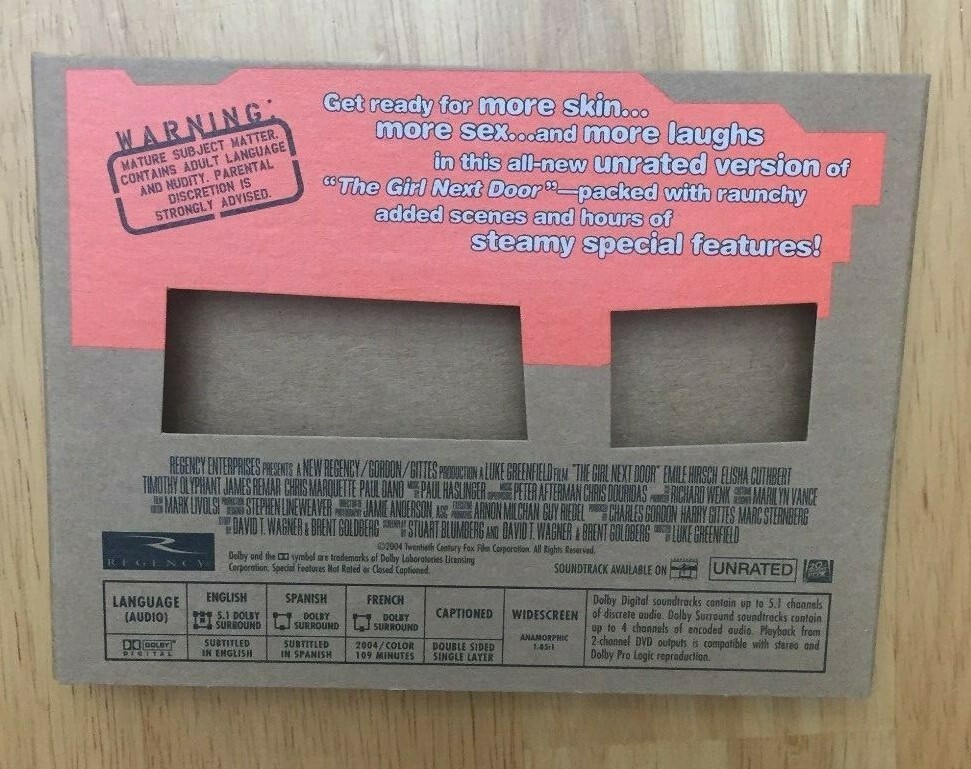 WARNING:
MATURE SUBJECT MATTER.
CONTAINS ADULT LANGUAGE
AND NUDITY. PARENTAL
DISCRETION IS
STRONGLY ADVISED.
Get ready for more skin...
more sex...and more laughs
in this all-new unrated version of
"The Girl Next Door"—packed with raunchy
added scenes and hours of
steamy special features!
REGENCY ENTERPRISES PRESENTS A NEW REGENCY/GORDON/GITTES PRODUCTION A LUKE GREENFIELD FILM "THE GIRL NEXT DOOR" EMILE HIRSCH ELISHA CUTHBERT
TIMOTHY OLYPHANT JAMES REMAR CHRIS MARQUETTE PAUL DANO PAUL HASLINGER PETER AFTERMAN CHRIS DOURIDAS RICHARD WENK MARILYN VANCE
MARK LIVOLSI STEPHEN LINEWEAVER JAMIE ANDERSON, ASC ARNON MILCHAN GUY RIEDEL CHARLES GORDON HARRY GITTES MARC STERNBERG
DAVID T. WAGNER & BRENT GOLDBERG STUART BLUMBERG AND DAVID T. WAGNER & BRENT GOLDBERG LUKE GREENFIELD
©2004 Twentieth Century Fox Film Corporation. All Rights Reserved.
REGENCY
Dolby and the DD symbol are trademarks of Dolby Laboratories Licensing
Corporation. Special Features Not Rated or Closed Captioned.
SOUNDTRACK AVAILABLE ON
UNRATED
LANGUAGE
(AUDIO)
DOLBY
DIGITAL
ENGLISH
5.1 DOLBY
SURROUND
SUBTITLED
IN ENGLISH
SPANISH
DOLBY
SURROUND
SUBTITLED
IN SPANISH
FRENCH
DOLBY
SURROUND
2004/COLOR
109 MINUTES
CAPTIONED
DOUBLE SIDED
SINGLE LAYER
WIDESCREEN
ANAMORPHIC
1.85:1
Dolby Digital soundtracks contain up to 5.1 channels
of discrete audio. Dolby Surround soundtracks contain
up to 4 channels of encoded audio. Playback from
2-channel DVD outputs is compatible with stereo and
Dolby Pro Logic reproduction.